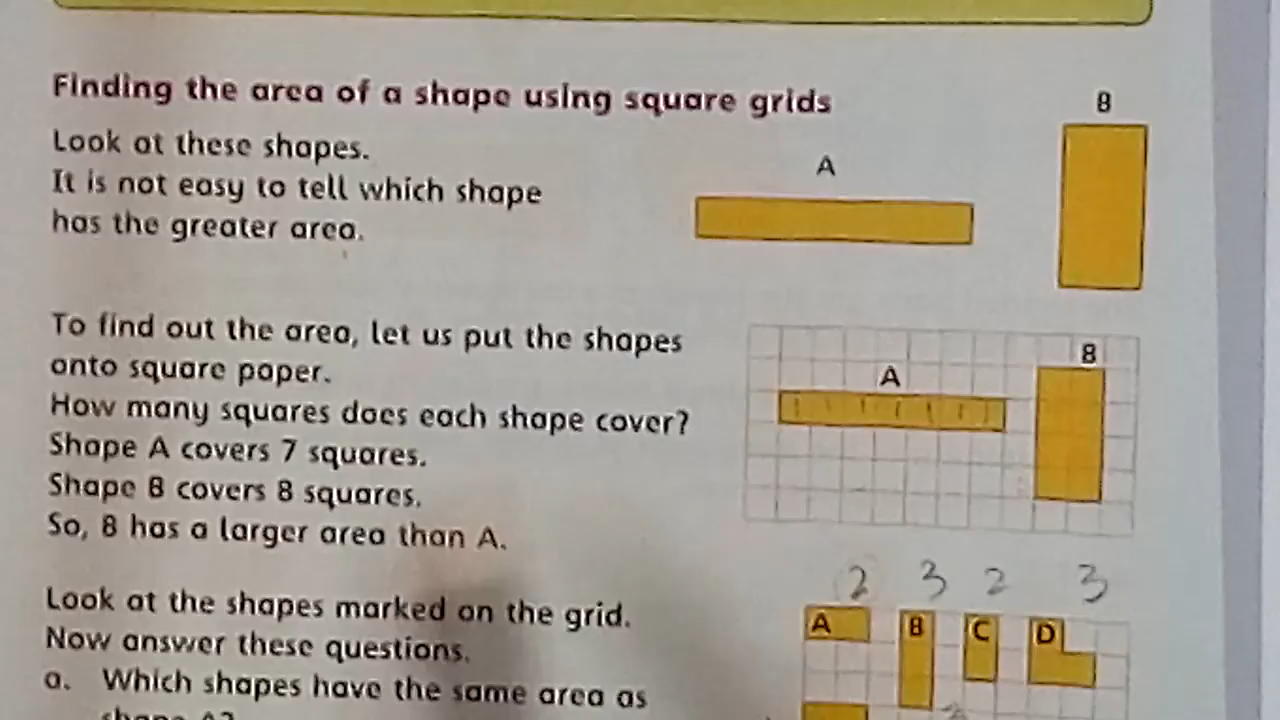 Finding the area of a shape using square grids
B
Look at these shapes.
A
It is not easy to tell which shape
has the greater area.
To find out the area, let us put the shapes
onto square paper.
B
A
How many squares does each shape cover?
Shape A covers 7 squares.
Shape B covers 8 squares.
So, B has a larger area than A.
2 3 2 3
Look at the shapes marked on the grid.
A B C D
Now answer these questions.
a. Which shapes have the same area as
shape A?